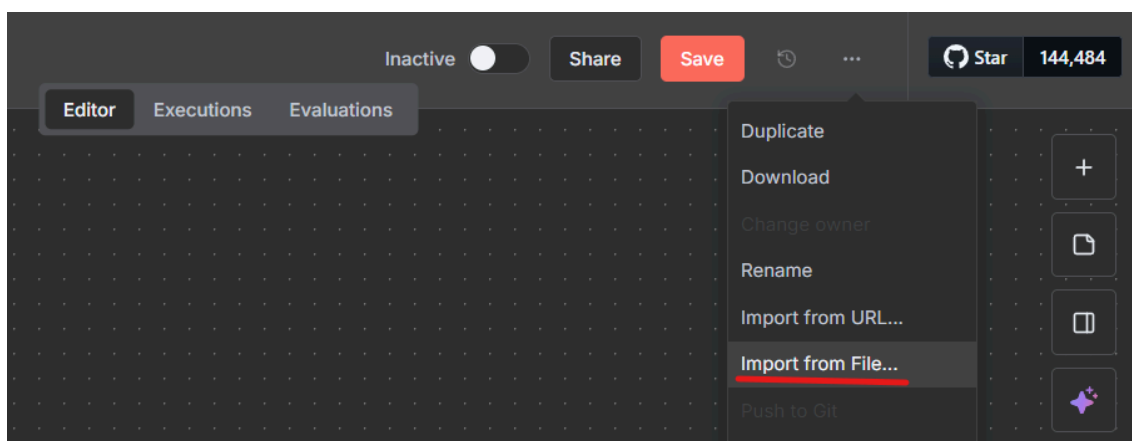 Inactive Share Save Star 144,484
Editor Executions Evaluations
Duplicate
Download
Change owner
Rename
Import from URL...
Import from File...
Push to Git